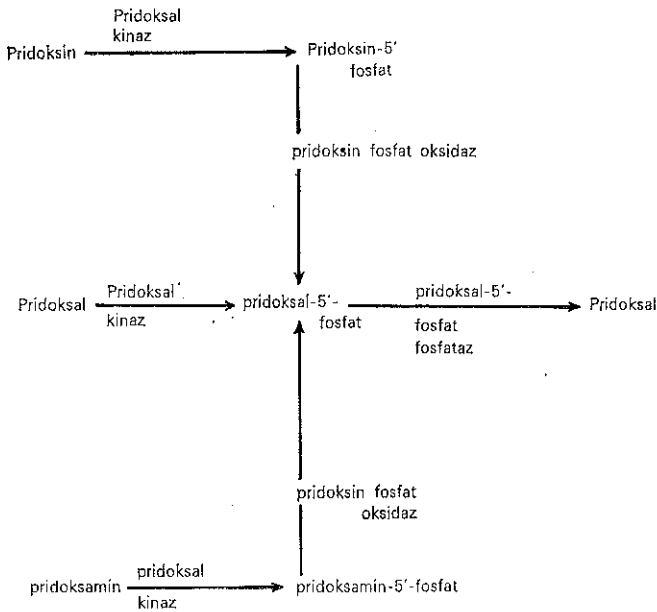 Pridoksal
kinaz
Pridoksin
Pridoksin-5'
fosfat
pridoksin fosfat oksidaz
Pridoksal
Pridoksal'
kinaz
pridoksal-5'-
fosfat
pridoksal-5'-
fosfat
fosfataz
Pridoksal
pridoksin fosfat
oksidaz
pridoksamin
pridoksal
kinaz
pridoksamin-5'-fosfat